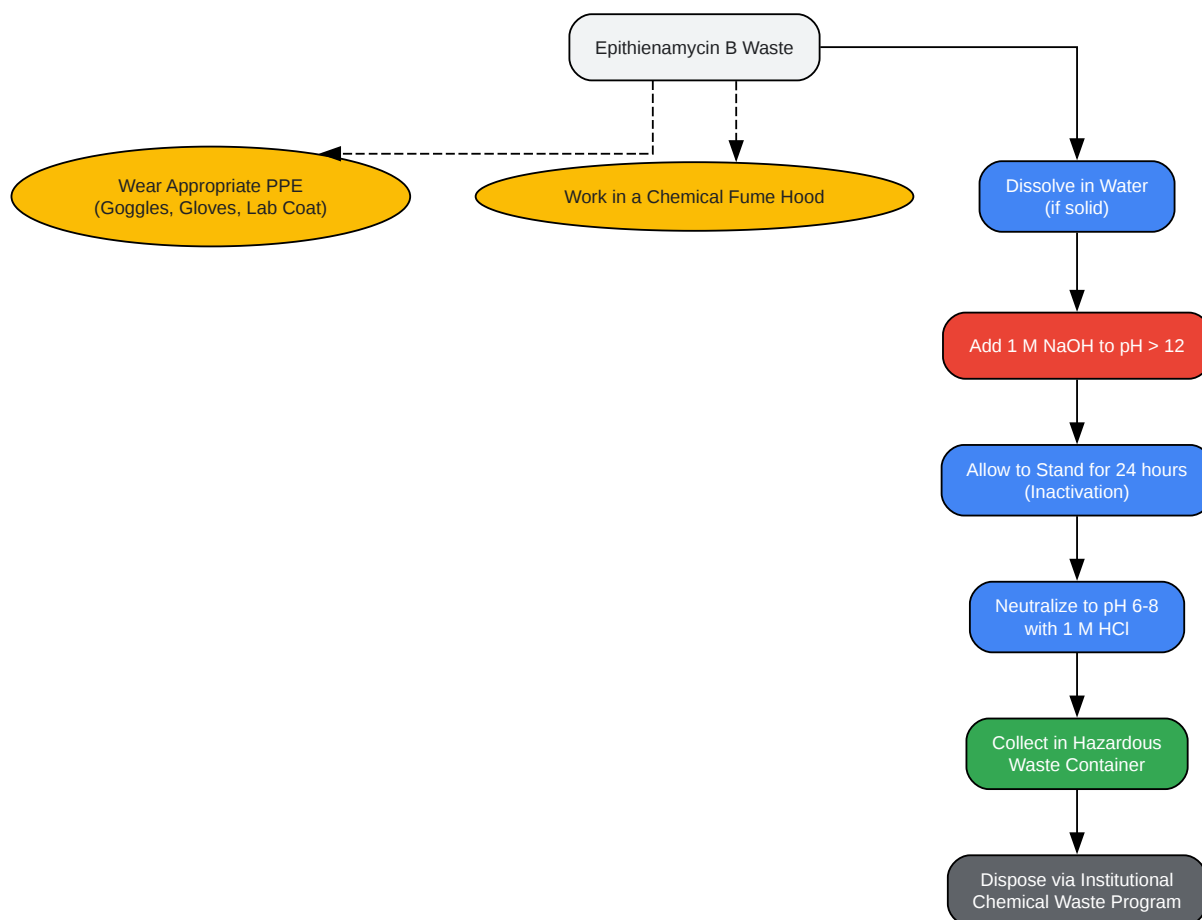 Epithienamycin B Waste
Wear Appropriate PPE
(Goggles, Gloves, Lab Coat)
Work in a Chemical Fume Hood
Dissolve in Water
(if solid)
Add 1 M NaOH to pH > 12
Allow to Stand for 24 hours
(Inactivation)
Neutralize to pH 6-8
with 1 M HCl
Collect in Hazardous
Waste Container
Dispose via Institutional
Chemical Waste Program